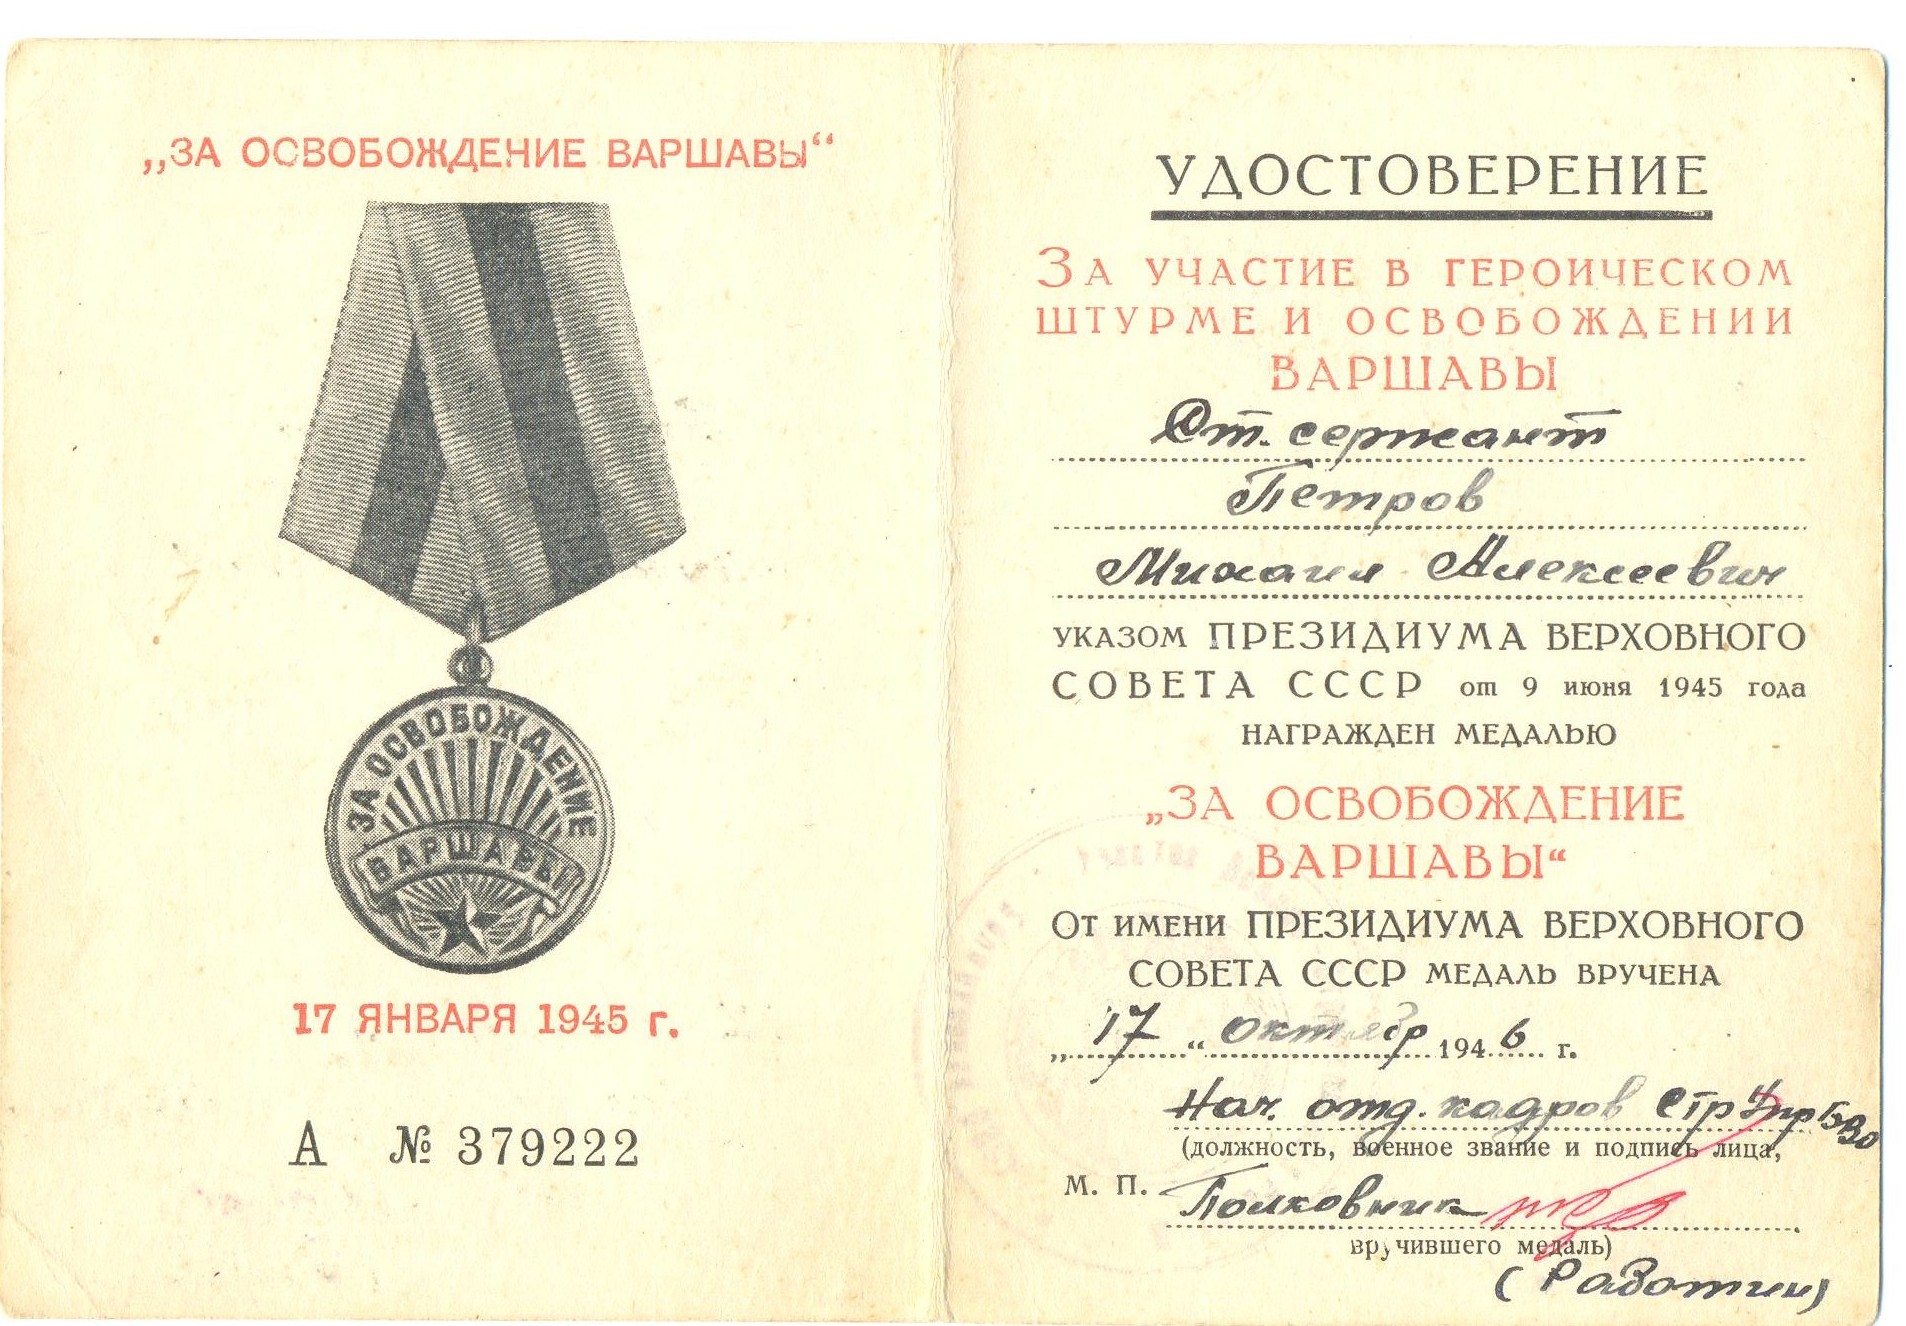 „ЗА ОСВОБОЖДЕНИЕ ВАРШАВЫ“
ЗА ОСВОБОЖДЕНИЕ
ВАРШАВЫ
17 ЯНВАРЯ 1945 г.
А № 379222
УДОСТОВЕРЕНИЕ
ЗА УЧАСТИЕ В ГЕРОИЧЕСКОМ
ШТУРМЕ И ОСВОБОЖДЕНИИ
ВАРШАВЫ
Ст. сержант
Петров
Михаил Алексеевич
УКАЗОМ ПРЕЗИДИУМА ВЕРХОВНОГО
СОВЕТА СССР от 9 июня 1945 года
НАГРАЖДЕН МЕДАЛЬЮ
„ЗА ОСВОБОЖДЕНИЕ
ВАРШАВЫ“
ОТ ИМЕНИ ПРЕЗИДИУМА ВЕРХОВНОГО
СОВЕТА СССР МЕДАЛЬ ВРУЧЕНА
„17“ октябр 1946 г.
Нач. отд. кадров СтрУпр БВО
(должность, военное звание и подпись лица,
М. П. Полковник
вручившего медаль)